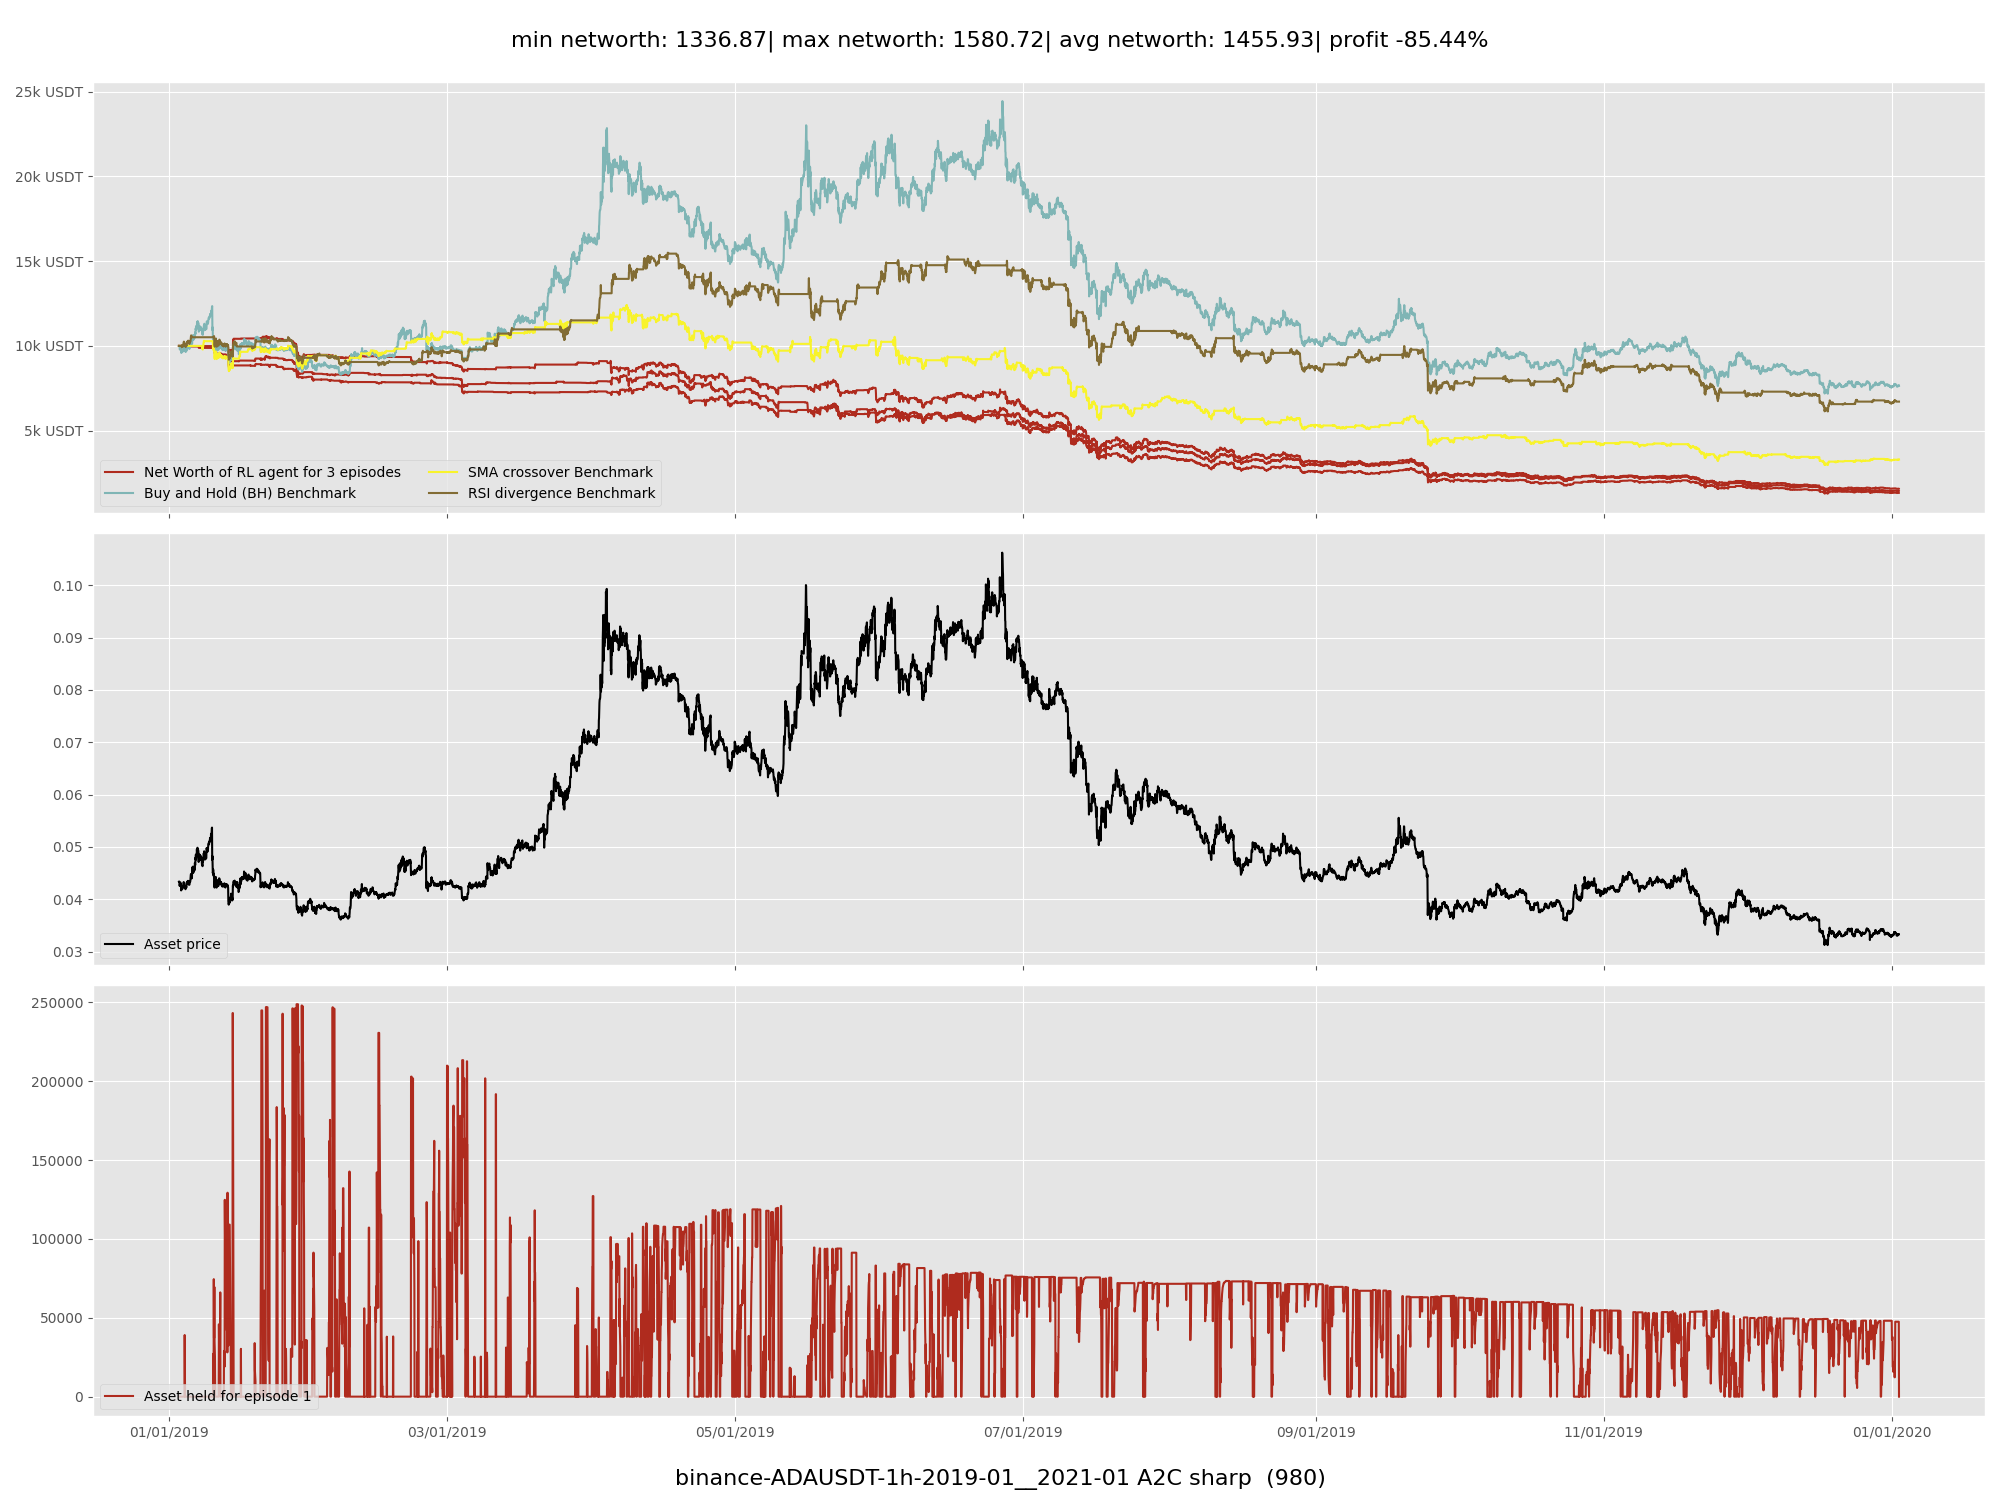 min networth: 1336.87| max networth: 1580.72| avg networth: 1455.93| profit -85.44%
25k USDT
20k USDT
15k USDT
10k USDT
5k USDT
Net Worth of RL agent for 3 episodes
Buy and Hold (BH) Benchmark
SMA crossover Benchmark
RSI divergence Benchmark
0.10
0.09
0.08
0.07
0.06
0.05
0.04
0.03
Asset price
250000
200000
150000
100000
50000
0
Asset held for episode 1
01/01/2019 03/01/2019 05/01/2019 07/01/2019 09/01/2019 11/01/2019 01/01/2020
binance-ADAUSDT-1h-2019-01__2021-01 A2C sharp (980)